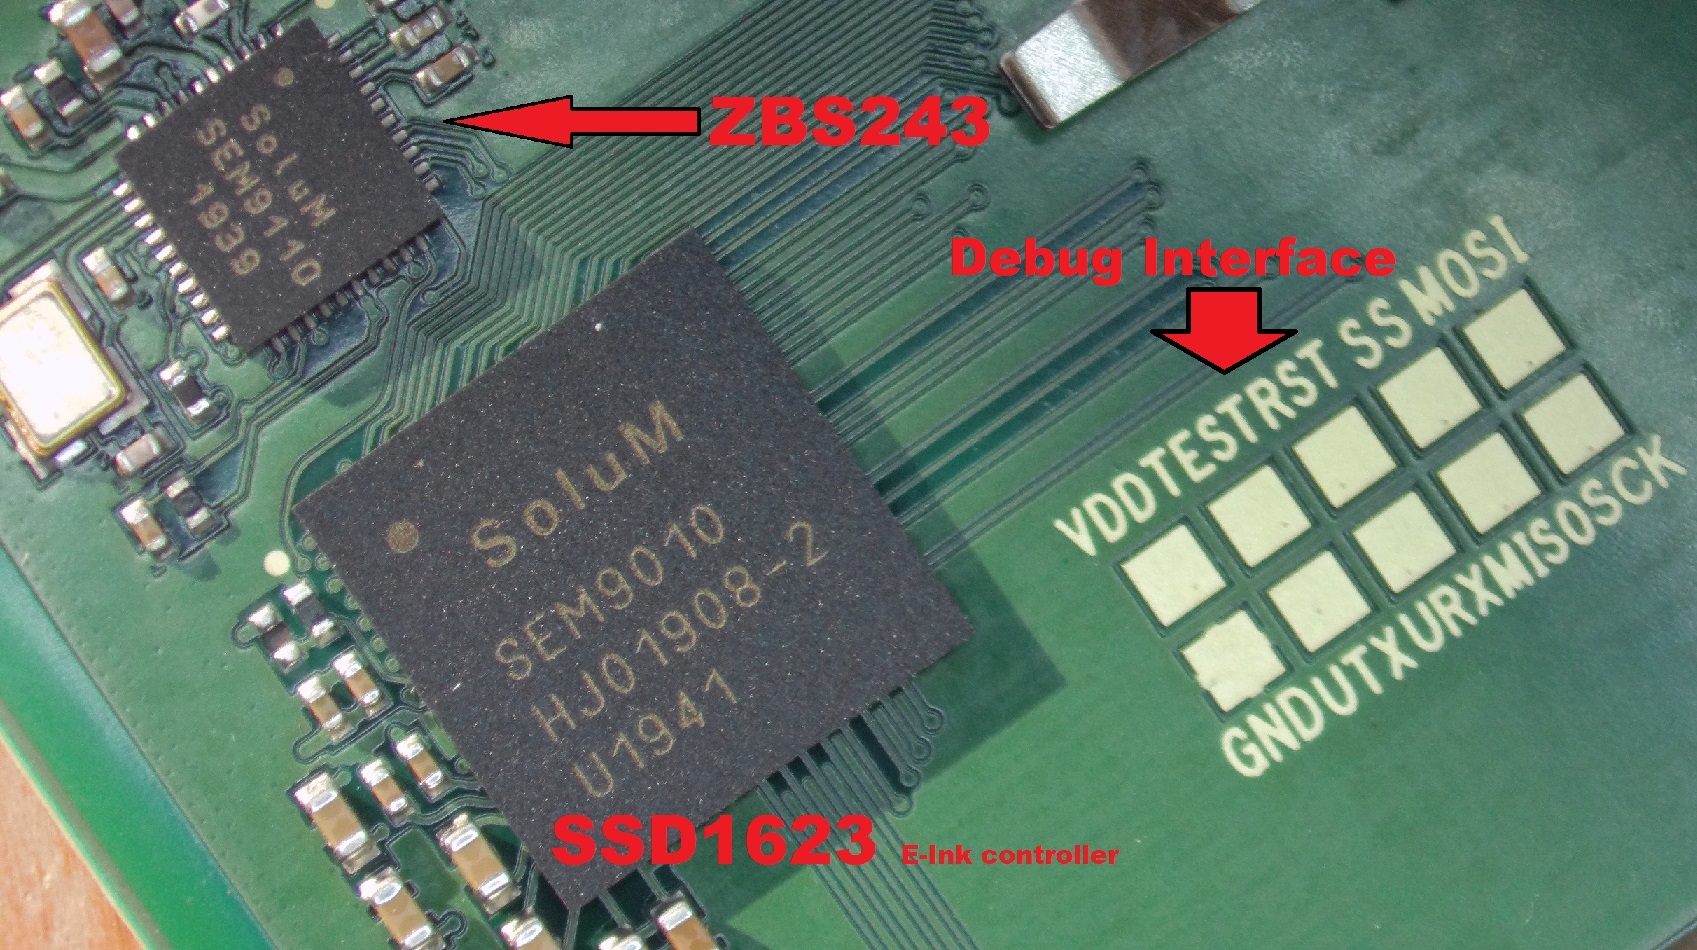 SoluM
SEM9110
1939
ZBS243
Debug Interface
VDDTESTRST SS MOSI
GNDUTXURXMISOSCK
SoluM
SEM9010
HJ01908-2
U1941
SSD1623 E-Ink controller